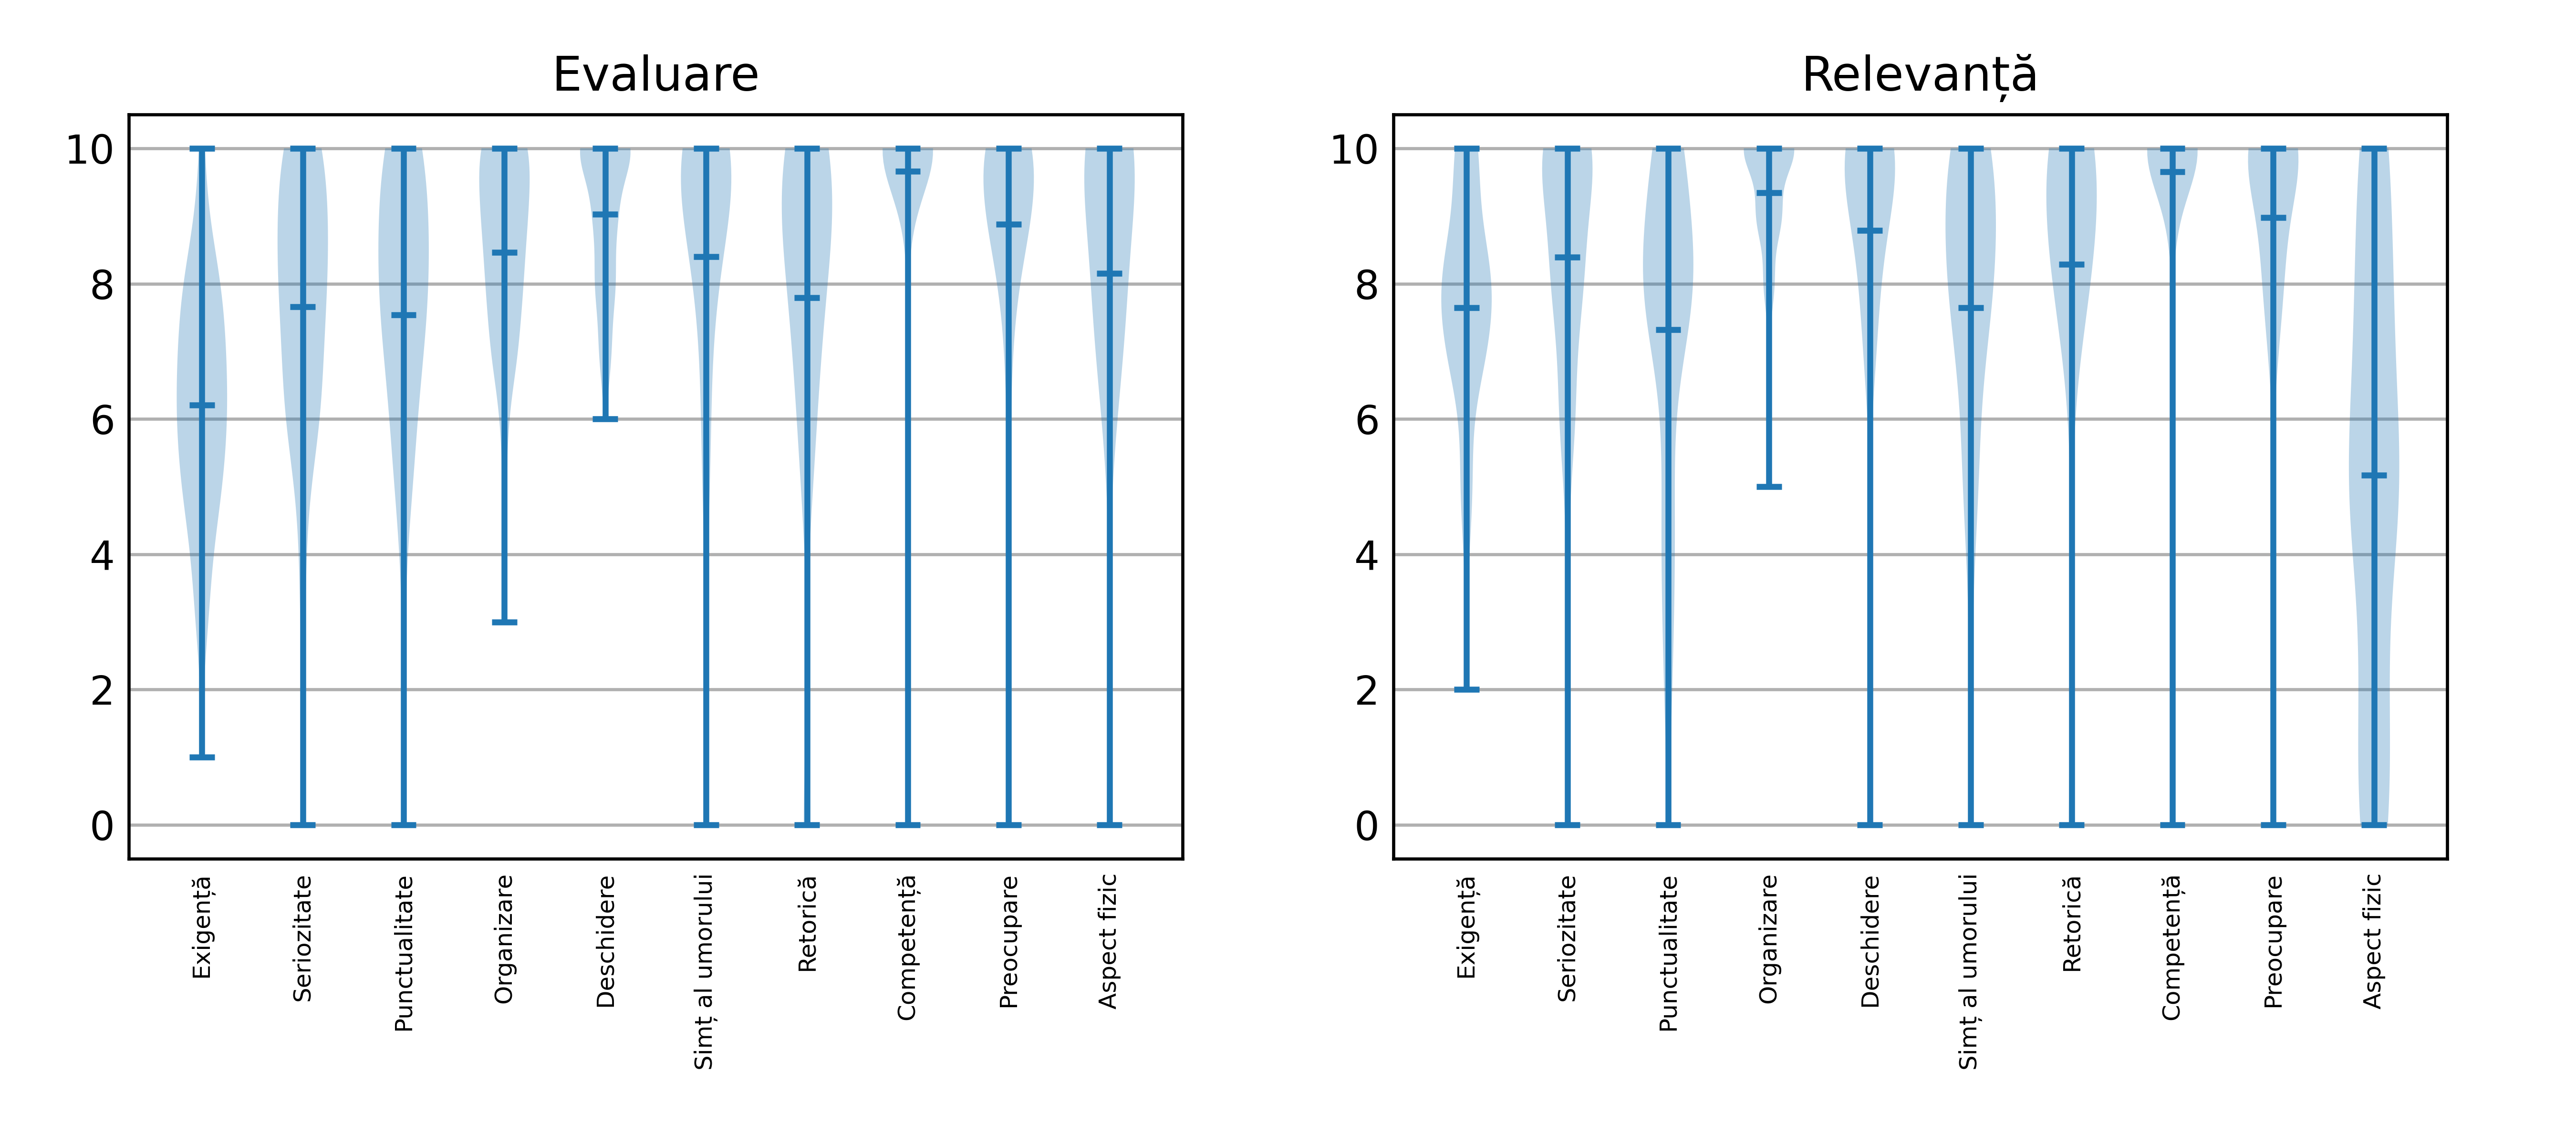 Evaluare
10
8
6
4
2
0
Exigență
Seriozitate
Punctualitate
Organizare
Deschidere
Simț al umorului
Retorică
Competență
Preocupare
Aspect fizic
Relevanță
10
8
6
4
2
0
Exigență
Seriozitate
Punctualitate
Organizare
Deschidere
Simț al umorului
Retorică
Competență
Preocupare
Aspect fizic